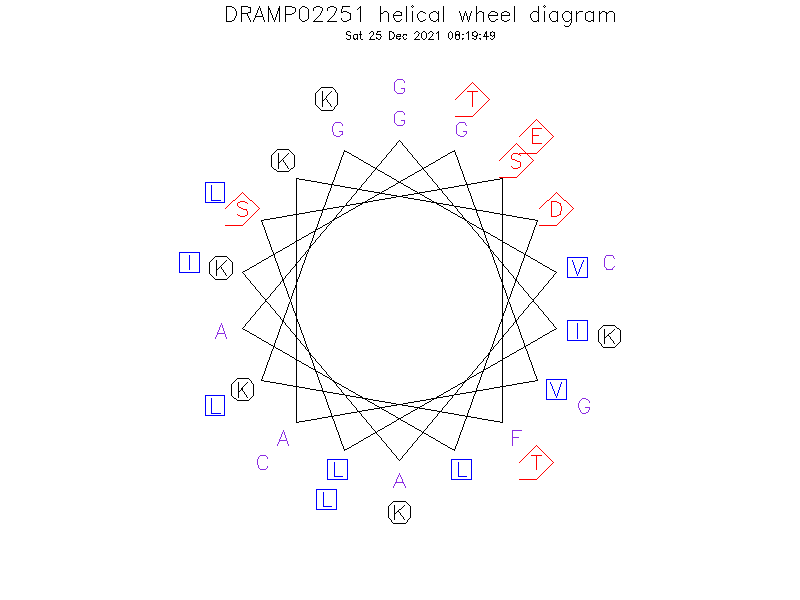 DRAMP02251 helical wheel diagram
Sat 25 Dec 2021 08:19:49
G
K T
G
G G
E
K S
L
S D
I K V C
A I K
K V
L G
A F
C T
L L
A
L
K